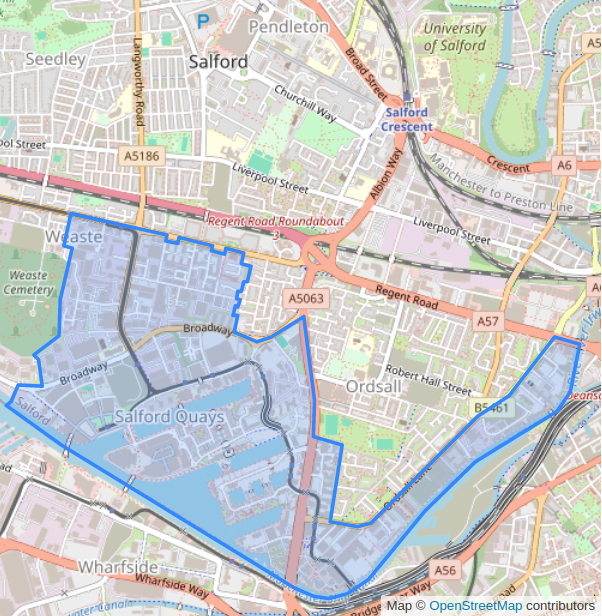 Pendleton
P
University
of Salford
Seedley
Salford
Langworthy Road
Broad Street
Churchill Way
Salford
Crescent
A5186
Liverpool Street
Albion Way
Crescent
A6
Manchester to Preston Line
Regent Road Roundabout
3
Liverpool Street
Weaste
Weaste
Cemetery
A5063
Regent Road
A57
Broadway
Broadway
Robert Hall Street
Ordsall
B5461
Salford
Salford Quays
Ordsall Lane
Wharfside
Wharfside Way
A56
Map © OpenStreetMap contributors